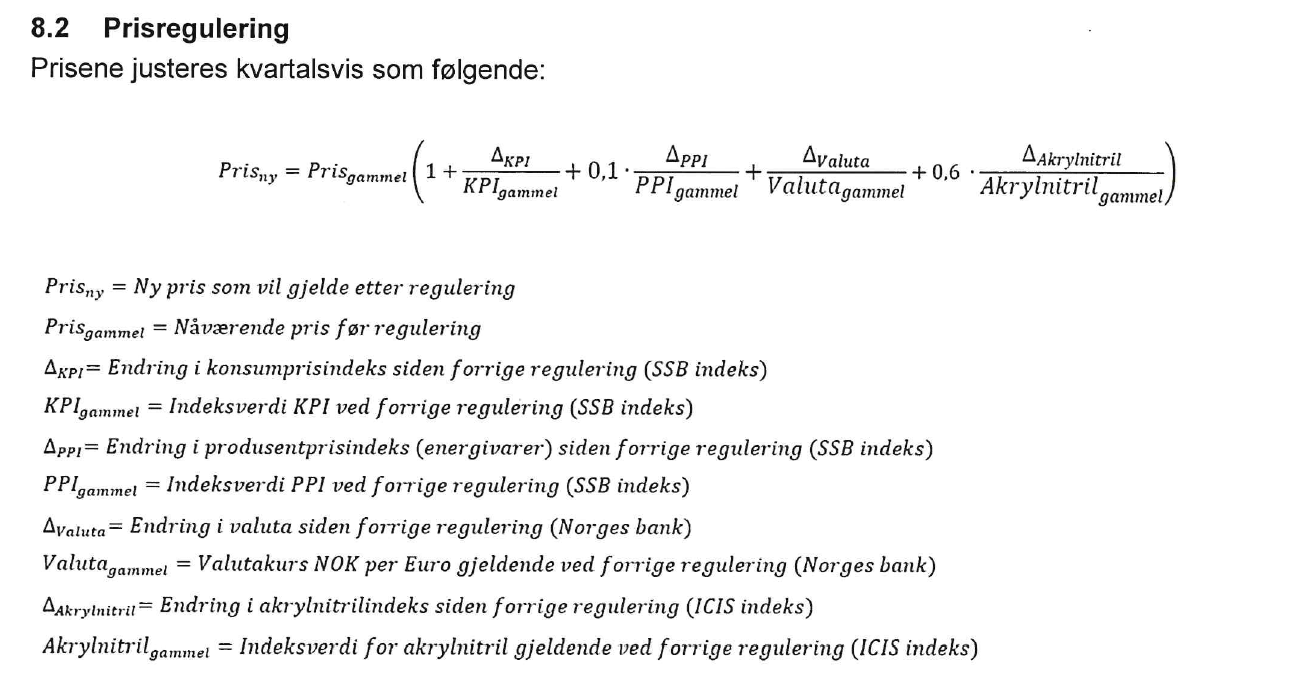 8.2 Prisregulering
Prisene justeres kvartalsvis som følgende:
Pris_ny = Pris_gammel (1 + Δ_KPI / KPI_gammel + 0,1 · Δ_PPI / PPI_gammel + Δ_Valuta / Valuta_gammel + 0,6 · Δ_Akrylnitril / Akrylnitril_gammel)
Pris_ny = Ny pris som vil gjelde etter regulering
Pris_gammel = Nåværende pris før regulering
Δ_KPI = Endring i konsumprisindeks siden forrige regulering (SSB indeks)
KPI_gammel = Indeksverdi KPI ved forrige regulering (SSB indeks)
Δ_PPI = Endring i produsentprisindeks (energivarer) siden forrige regulering (SSB indeks)
PPI_gammel = Indeksverdi PPI ved forrige regulering (SSB indeks)
Δ_Valuta = Endring i valuta siden forrige regulering (Norges bank)
Valuta_gammel = Valutakurs NOK per Euro gjeldende ved forrige regulering (Norges bank)
Δ_Akrylnitril = Endring i akrylnitrilindeks siden forrige regulering (ICIS indeks)
Akrylnitril_gammel = Indeksverdi for akrylnitril gjeldende ved forrige regulering (ICIS indeks)